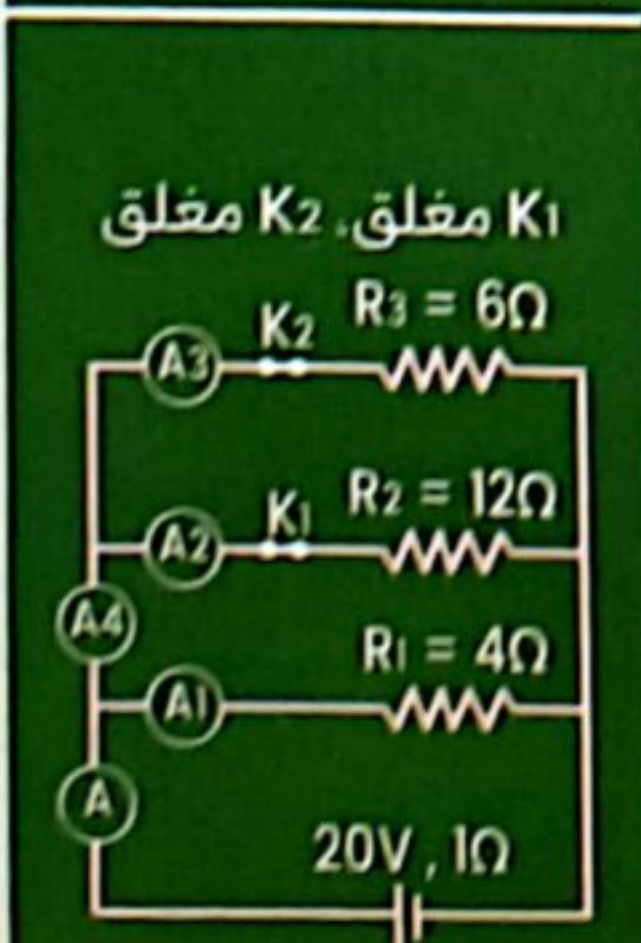 K1 مغلق، K2 مغلق
R3 = 6Ω
K2
A3
R2 = 12Ω
K1
A2
A4
R1 = 4Ω
A1
A
20V , 1Ω